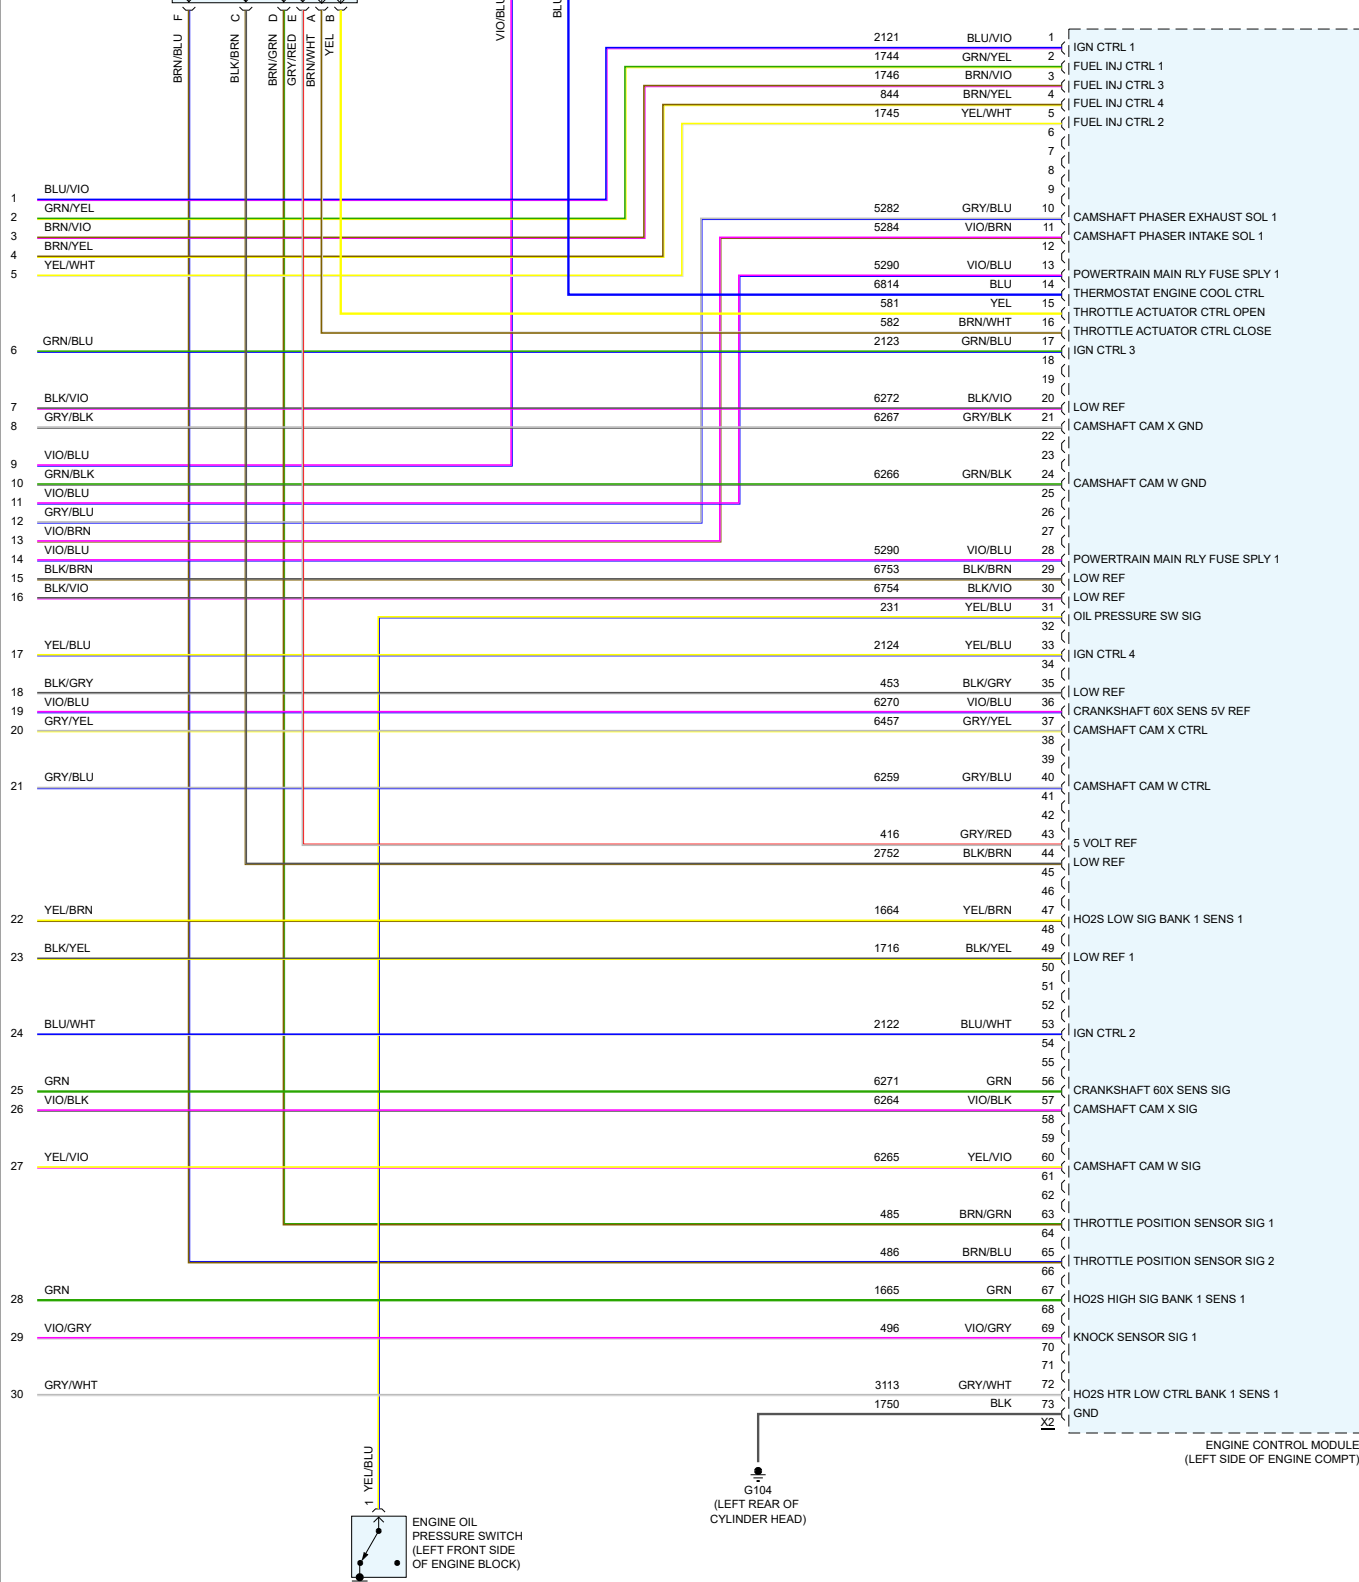 F C D E A B
BRN/BLU BLK/BRN BRN/GRN GRY/RED BRN/WHT YEL
VIO/BLU
BLU
2121 BLU/VIO 1 IGN CTRL 1
1744 GRN/YEL 2 FUEL INJ CTRL 1
1746 BRN/VIO 3 FUEL INJ CTRL 3
844 BRN/YEL 4 FUEL INJ CTRL 4
1745 YEL/WHT 5 FUEL INJ CTRL 2
6
7
8
9
1 BLU/VIO
2 GRN/YEL
5282 GRY/BLU 10 CAMSHAFT PHASER EXHAUST SOL 1
3 BRN/VIO
5284 VIO/BRN 11 CAMSHAFT PHASER INTAKE SOL 1
4 BRN/YEL
12
5 YEL/WHT
5290 VIO/BLU 13 POWERTRAIN MAIN RLY FUSE SPLY 1
6814 BLU 14 THERMOSTAT ENGINE COOL CTRL
581 YEL 15 THROTTLE ACTUATOR CTRL OPEN
582 BRN/WHT 16 THROTTLE ACTUATOR CTRL CLOSE
6 GRN/BLU 2123 GRN/BLU 17 IGN CTRL 3
18
19
7 BLK/VIO 6272 BLK/VIO 20 LOW REF
8 GRY/BLK 6267 GRY/BLK 21 CAMSHAFT CAM X GND
22
9 VIO/BLU 23
10 GRN/BLK 6266 GRN/BLK 24 CAMSHAFT CAM W GND
11 VIO/BLU 25
12 GRY/BLU 26
13 VIO/BRN 27
14 VIO/BLU 5290 VIO/BLU 28 POWERTRAIN MAIN RLY FUSE SPLY 1
15 BLK/BRN 6753 BLK/BRN 29 LOW REF
16 BLK/VIO 6754 BLK/VIO 30 LOW REF
231 YEL/BLU 31 OIL PRESSURE SW SIG
32
17 YEL/BLU 2124 YEL/BLU 33 IGN CTRL 4
34
18 BLK/GRY 453 BLK/GRY 35 LOW REF
19 VIO/BLU 6270 VIO/BLU 36 CRANKSHAFT 60X SENS 5V REF
20 GRY/YEL 6457 GRY/YEL 37 CAMSHAFT CAM X CTRL
38
39
21 GRY/BLU 6259 GRY/BLU 40 CAMSHAFT CAM W CTRL
41
42
416 GRY/RED 43 5 VOLT REF
2752 BLK/BRN 44 LOW REF
45
46
22 YEL/BRN 1664 YEL/BRN 47 HO2S LOW SIG BANK 1 SENS 1
48
23 BLK/YEL 1716 BLK/YEL 49 LOW REF 1
50
51
52
24 BLU/WHT 2122 BLU/WHT 53 IGN CTRL 2
54
55
25 GRN 6271 GRN 56 CRANKSHAFT 60X SENS SIG
26 VIO/BLK 6264 VIO/BLK 57 CAMSHAFT CAM X SIG
58
59
27 YEL/VIO 6265 YEL/VIO 60 CAMSHAFT CAM W SIG
61
62
485 BRN/GRN 63 THROTTLE POSITION SENSOR SIG 1
64
486 BRN/BLU 65 THROTTLE POSITION SENSOR SIG 2
66
28 GRN 1665 GRN 67 HO2S HIGH SIG BANK 1 SENS 1
68
29 VIO/GRY 496 VIO/GRY 69 KNOCK SENSOR SIG 1
70
71
30 GRY/WHT 3113 GRY/WHT 72 HO2S HTR LOW CTRL BANK 1 SENS 1
1750 BLK 73 GND
X2
ENGINE CONTROL MODULE
(LEFT SIDE OF ENGINE COMPT)
1 YEL/BLU
G104
(LEFT REAR OF
CYLINDER HEAD)
ENGINE OIL
PRESSURE SWITCH
(LEFT FRONT SIDE
OF ENGINE BLOCK)